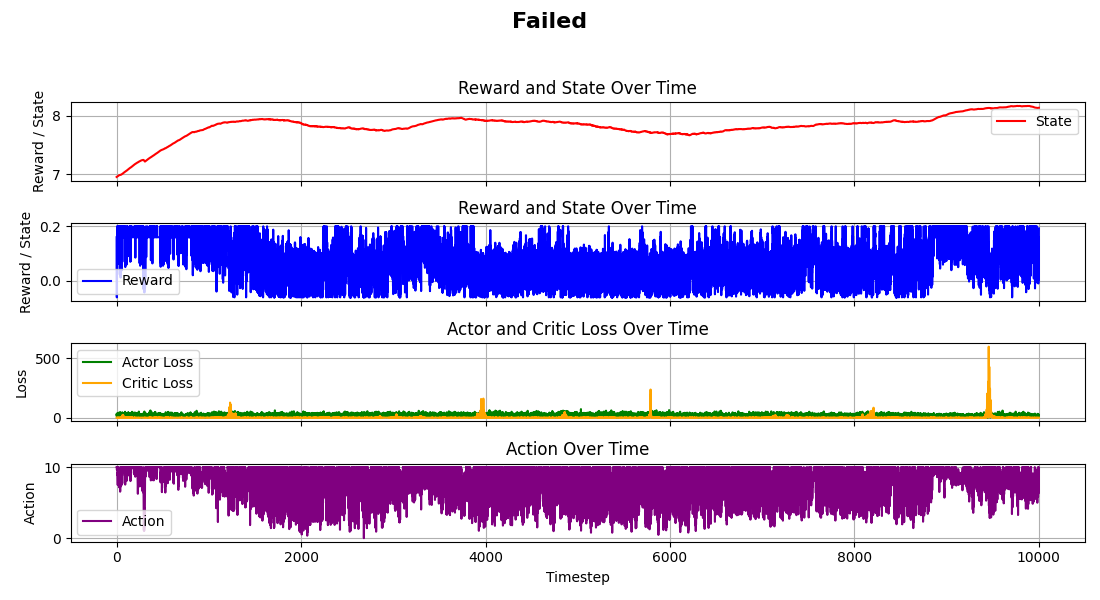 Failed
Reward and State Over Time
Reward / State
8
7
State
Reward and State Over Time
Reward / State
0.2
0.0
Reward
Actor and Critic Loss Over Time
Loss
500
0
Actor Loss
Critic Loss
Action Over Time
Action
10
0
Action
0 2000 4000 6000 8000 10000
Timestep